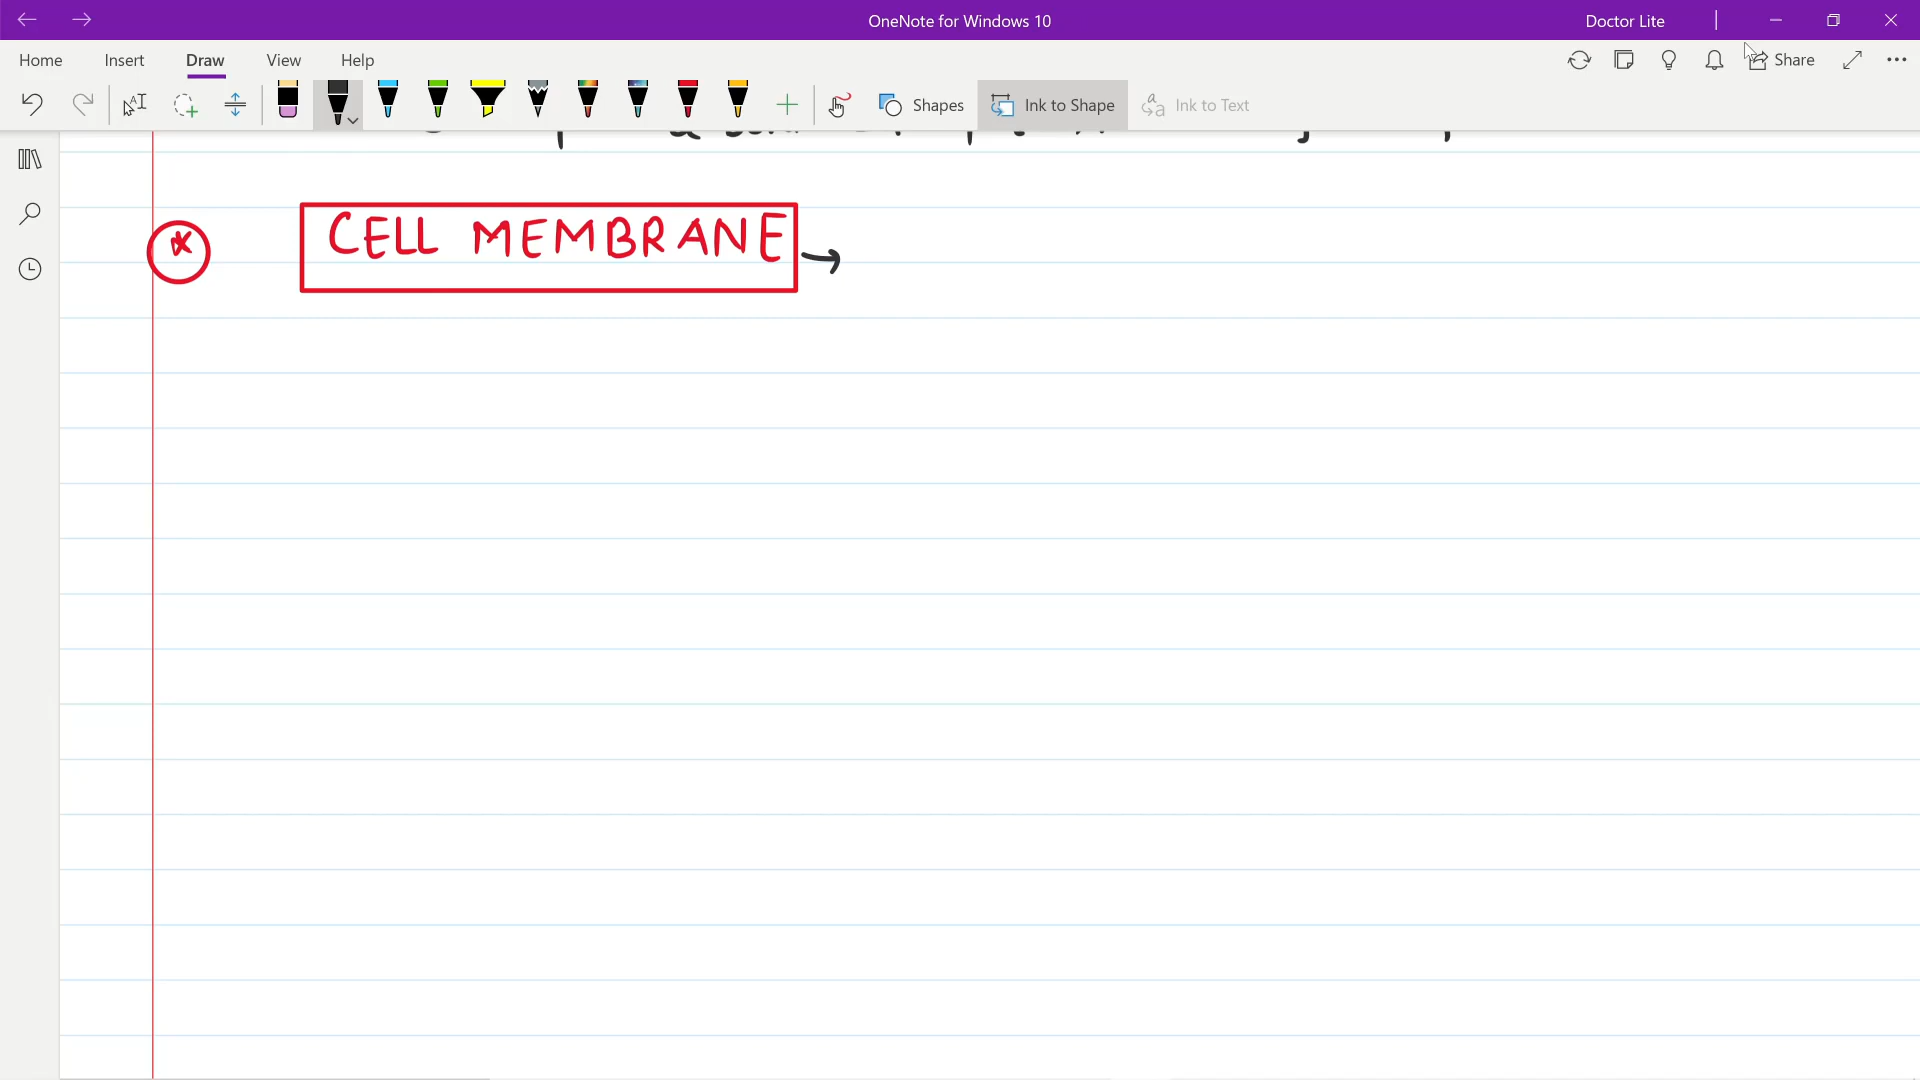 OneNote for Windows 10
Doctor Lite
Home Insert Draw View Help
Share
Shapes Ink to Shape Ink to Text
* CELL MEMBRANE →